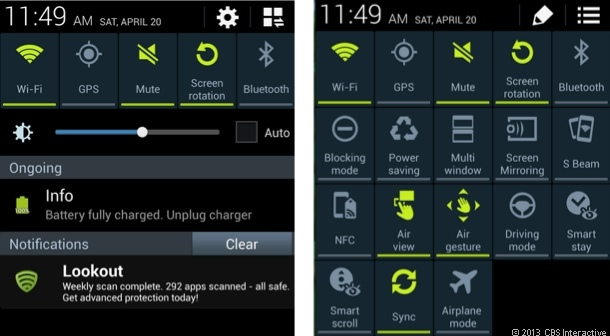 11:49 AM SAT, APRIL 20
Wi-Fi
GPS
Mute
Screen
rotation
Bluetooth
Auto
Ongoing
100%
Info
Battery fully charged. Unplug charger
Notifications
Clear
Lookout
Weekly scan complete. 292 apps scanned - all safe.
Get advanced protection today!
11:49 AM SAT, APRIL 20
Wi-Fi
GPS
Mute
Screen
rotation
Bluetooth
Blocking
mode
Power
saving
Multi
window
Screen
Mirroring
S Beam
NFC
Air
view
Air
gesture
Driving
mode
Smart
stay
Smart
scroll
Sync
Airplane
mode
© 2013 CBS Interactive